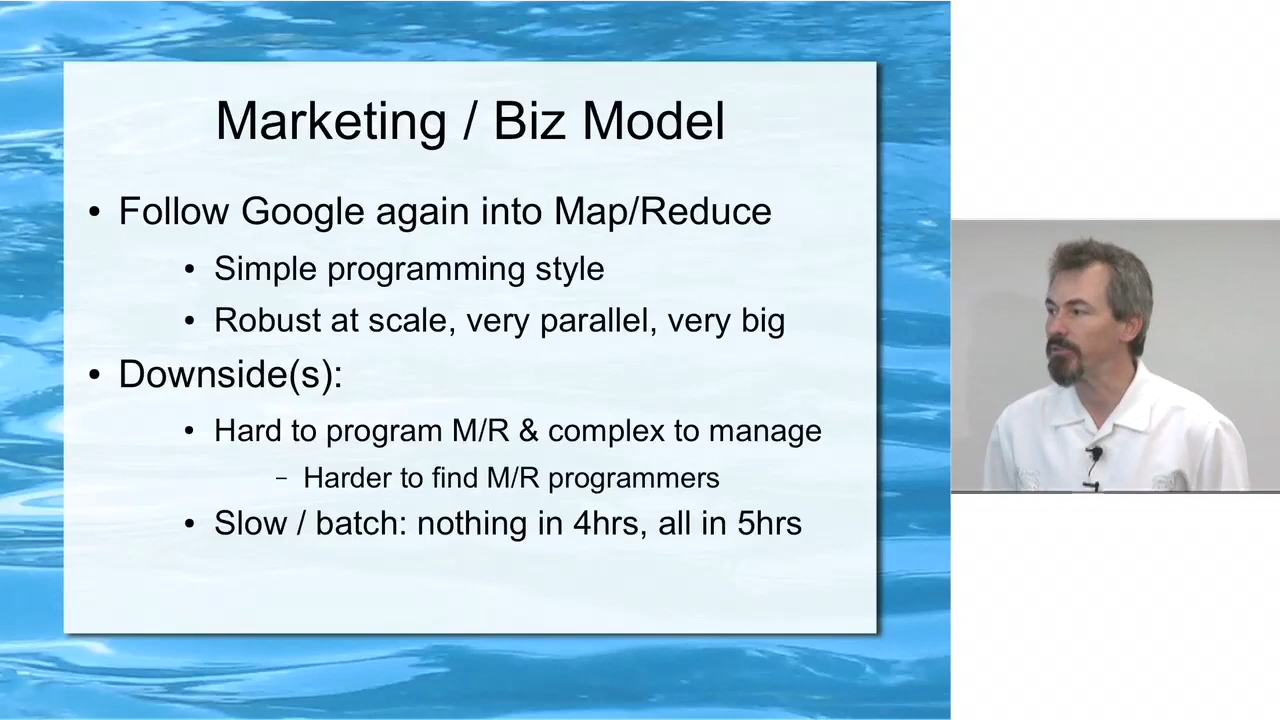 Marketing / Biz Model
• Follow Google again into Map/Reduce
• Simple programming style
• Robust at scale, very parallel, very big
• Downside(s):
• Hard to program M/R & complex to manage
– Harder to find M/R programmers
• Slow / batch: nothing in 4hrs, all in 5hrs